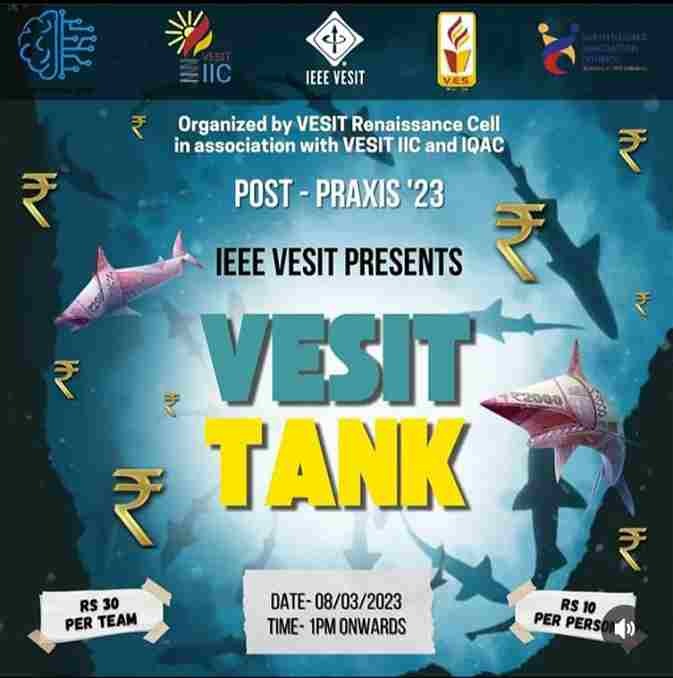 VESIT
IIC
IEEE VESIT
V.E.S.
Organized by VESIT Renaissance Cell
in association with VESIT IIC and IQAC
POST - PRAXIS '23
IEEE VESIT PRESENTS
VESIT
TANK
₹2000
RS 30
PER TEAM
DATE- 08/03/2023
TIME- 1PM ONWARDS
RS 10
PER PERSO